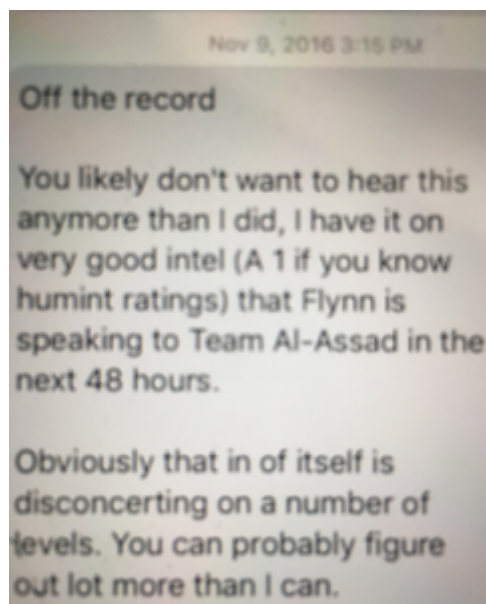 Nov 9, 2016 3:15 PM
Off the record
You likely don't want to hear this
anymore than I did, I have it on
very good intel (A 1 if you know
humint ratings) that Flynn is
speaking to Team Al-Assad in the
next 48 hours.
Obviously that in of itself is
disconcerting on a number of
levels. You can probably figure
out lot more than I can.